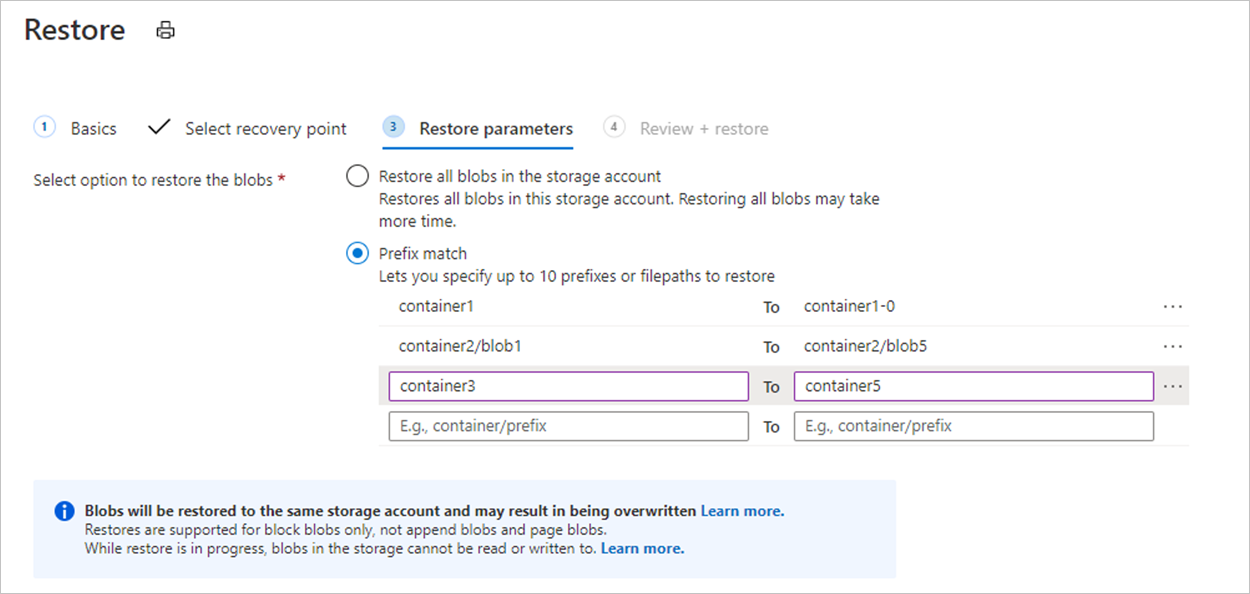 Restore
1 Basics Select recovery point 3 Restore parameters 4 Review + restore
Select option to restore the blobs *
Restore all blobs in the storage account
Restores all blobs in this storage account. Restoring all blobs may take
more time.
Prefix match
Lets you specify up to 10 prefixes or filepaths to restore
container1 To container1-0 ...
container2/blob1 To container2/blob5 ...
container3 To container5 ...
E.g., container/prefix To E.g., container/prefix
Blobs will be restored to the same storage account and may result in being overwritten Learn more.
Restores are supported for block blobs only, not append blobs and page blobs.
While restore is in progress, blobs in the storage cannot be read or written to. Learn more.